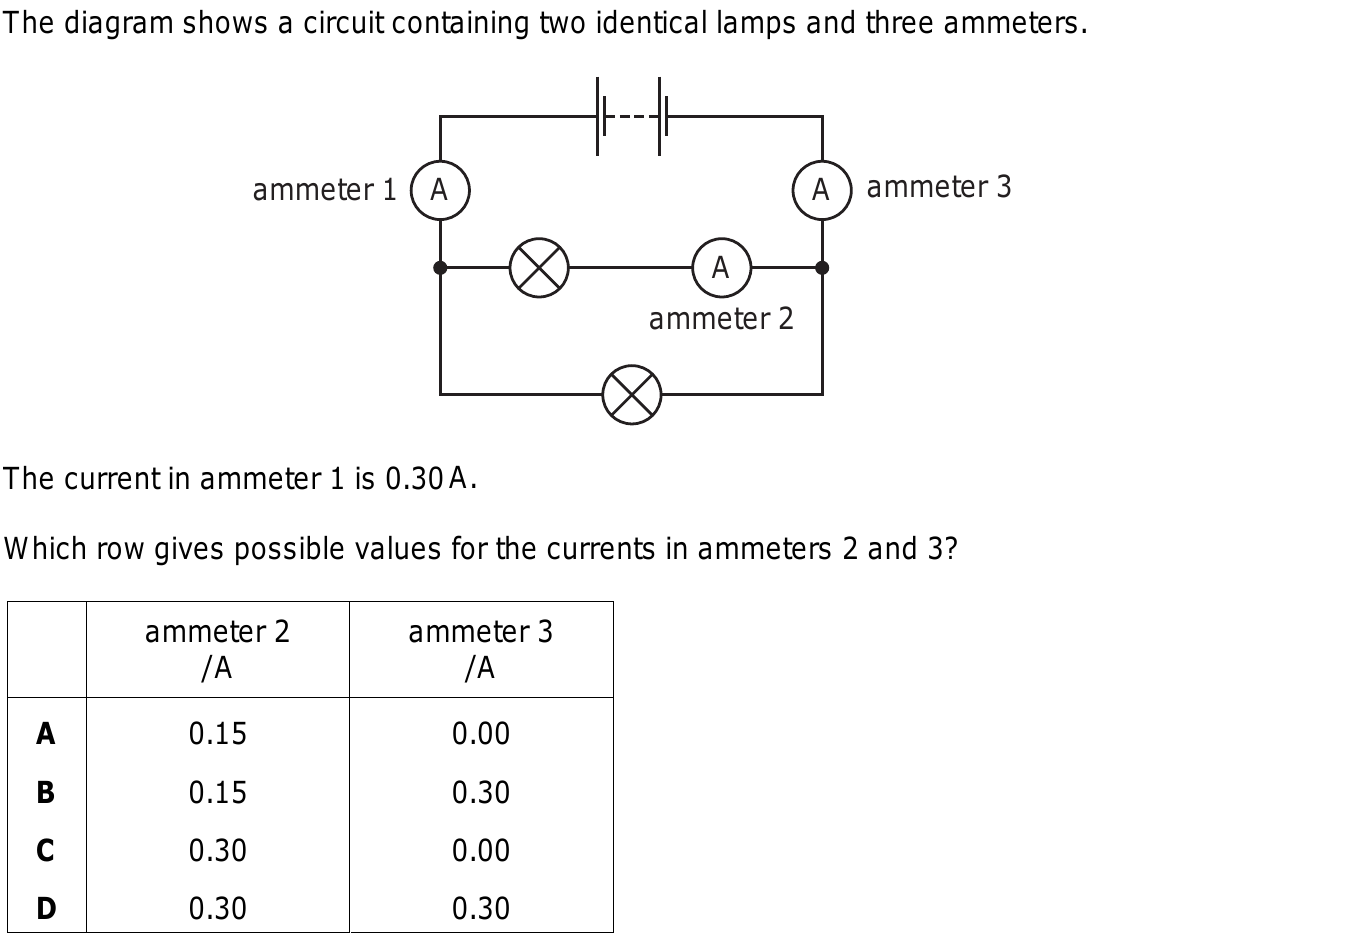 The diagram shows a circuit containing two identical lamps and three ammeters.
ammeter 1 A A ammeter 3
A
ammeter 2
The current in ammeter 1 is 0.30 A.
Which row gives possible values for the currents in ammeters 2 and 3?
ammeter 2 ammeter 3
/A /A
A 0.15 0.00
B 0.15 0.30
C 0.30 0.00
D 0.30 0.30